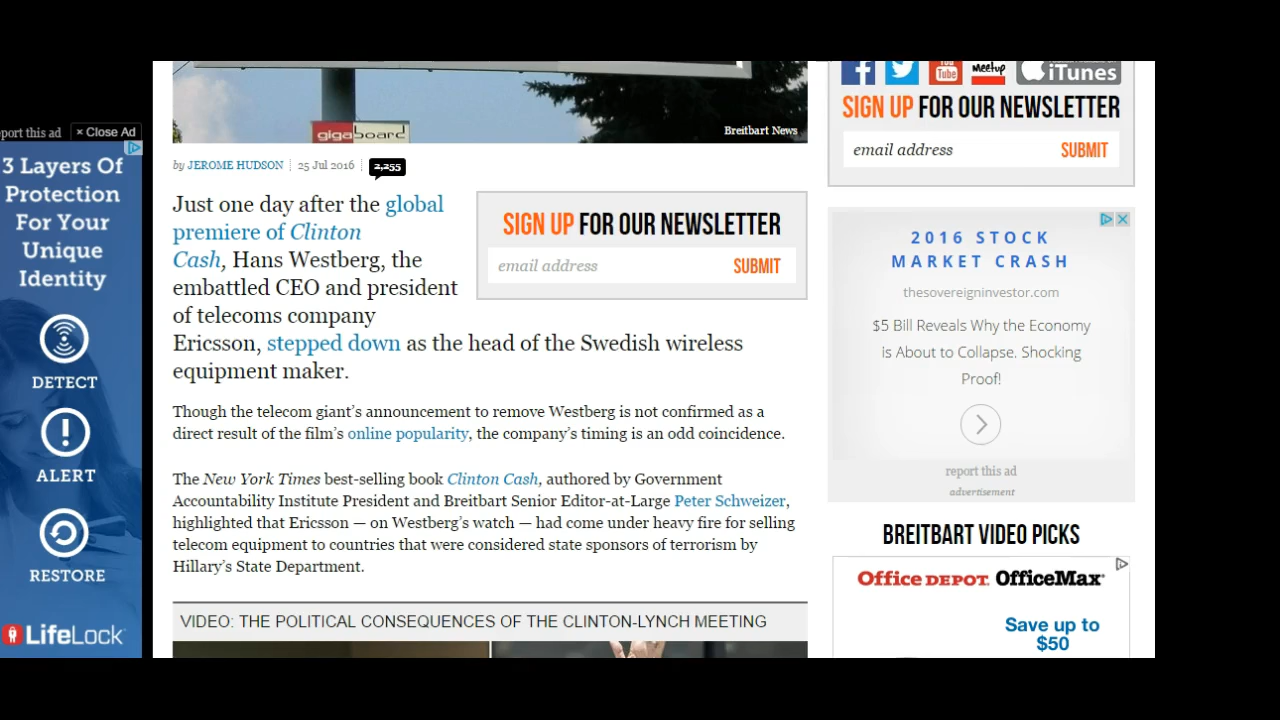 gigaboard
Breitbart News
by JEROME HUDSON | 25 Jul 2016 | 2,255
Just one day after the global
premiere of Clinton
Cash, Hans Westberg, the
embattled CEO and president
of telecoms company
Ericsson, stepped down as the head of the Swedish wireless
equipment maker.
SIGN UP FOR OUR NEWSLETTER
email address SUBMIT
Though the telecom giant’s announcement to remove Westberg is not confirmed as a
direct result of the film’s online popularity, the company’s timing is an odd coincidence.
The New York Times best-selling book Clinton Cash, authored by Government
Accountability Institute President and Breitbart Senior Editor-at-Large Peter Schweizer,
highlighted that Ericsson — on Westberg’s watch — had come under heavy fire for selling
telecom equipment to countries that were considered state sponsors of terrorism by
Hillary’s State Department.
VIDEO: THE POLITICAL CONSEQUENCES OF THE CLINTON-LYNCH MEETING
port this ad × Close Ad
3 Layers Of
Protection
For Your
Unique
Identity
DETECT
ALERT
RESTORE
LifeLock
You Tube meetup iTunes
SIGN UP FOR OUR NEWSLETTER
email address SUBMIT
2016 STOCK
MARKET CRASH
thesovereigninvestor.com
$5 Bill Reveals Why the Economy
is About to Collapse. Shocking
Proof!
report this ad
advertisement
BREITBART VIDEO PICKS
Office DEPOT. OfficeMax
Save up to
$50